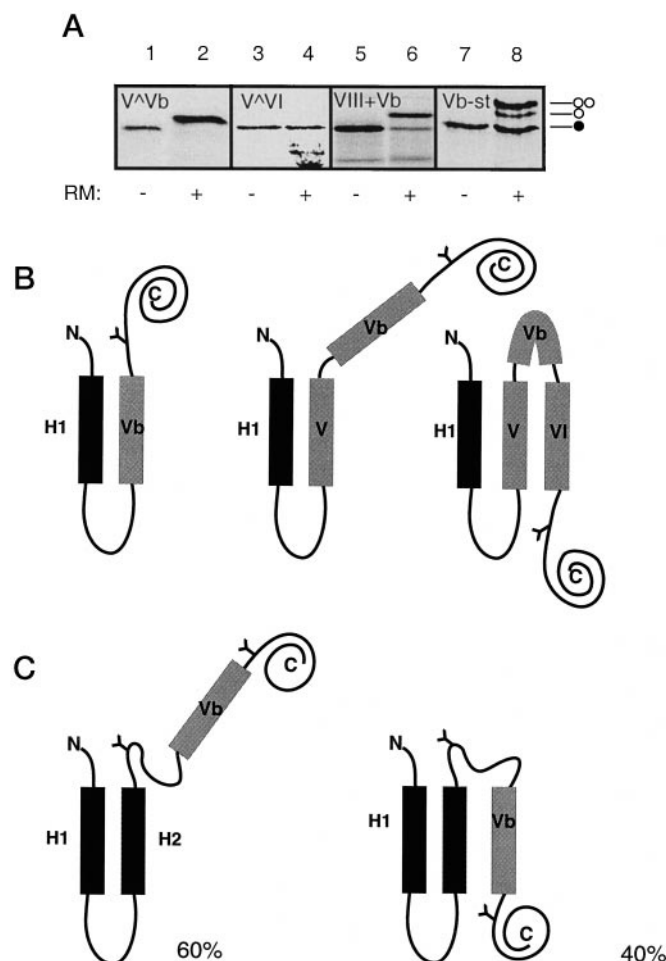 A
1 2 3 4 5 6 7 8
V^Vb V^VI VIII+Vb Vb-st
RM: - + - + - + - +
B
C
Vb C
N N N
Vb
H1 Vb H1 V H1 V VI
C
C
C
Vb
N N
H1 H2 H1 Vb
C
60% 40%